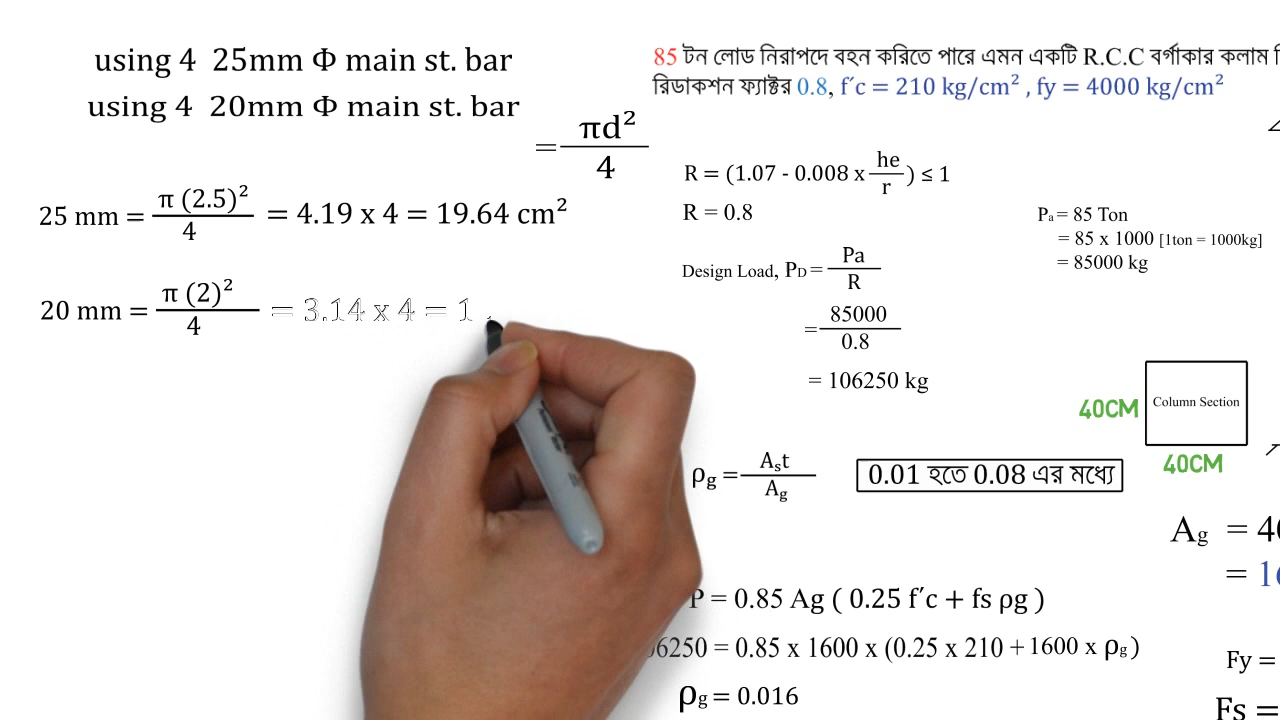 using 4 25mm Φ main st. bar
using 4 20mm Φ main st. bar
= πd² / 4
25 mm = π (2.5)² / 4 = 4.19 x 4 = 19.64 cm²
20 mm = π (2)² / 4 = 3.14 x 4 = 1
85 টন লোড নিরাপদে বহন করিতে পারে এমন একটি R.C.C বর্গাকার কলাম
রিডাকশন ফ্যাক্টর 0.8, f′c = 210 kg/cm² , fy = 4000 kg/cm²
R = (1.07 - 0.008 x he / r ) ≤ 1
R = 0.8
Pa = 85 Ton
= 85 x 1000 [1ton = 1000kg]
= 85000 kg
Design Load, PD = Pa / R
= 85000 / 0.8
= 106250 kg
40CM
Column Section
40CM
ρg = Ast / Ag
0.01 হতে 0.08 এর মধ্যে
Ag = 4
= 1
P = 0.85 Ag ( 0.25 f′c + fs ρg )
6250 = 0.85 x 1600 x (0.25 x 210 + 1600 x ρg )
ρg = 0.016
Fy =
Fs =